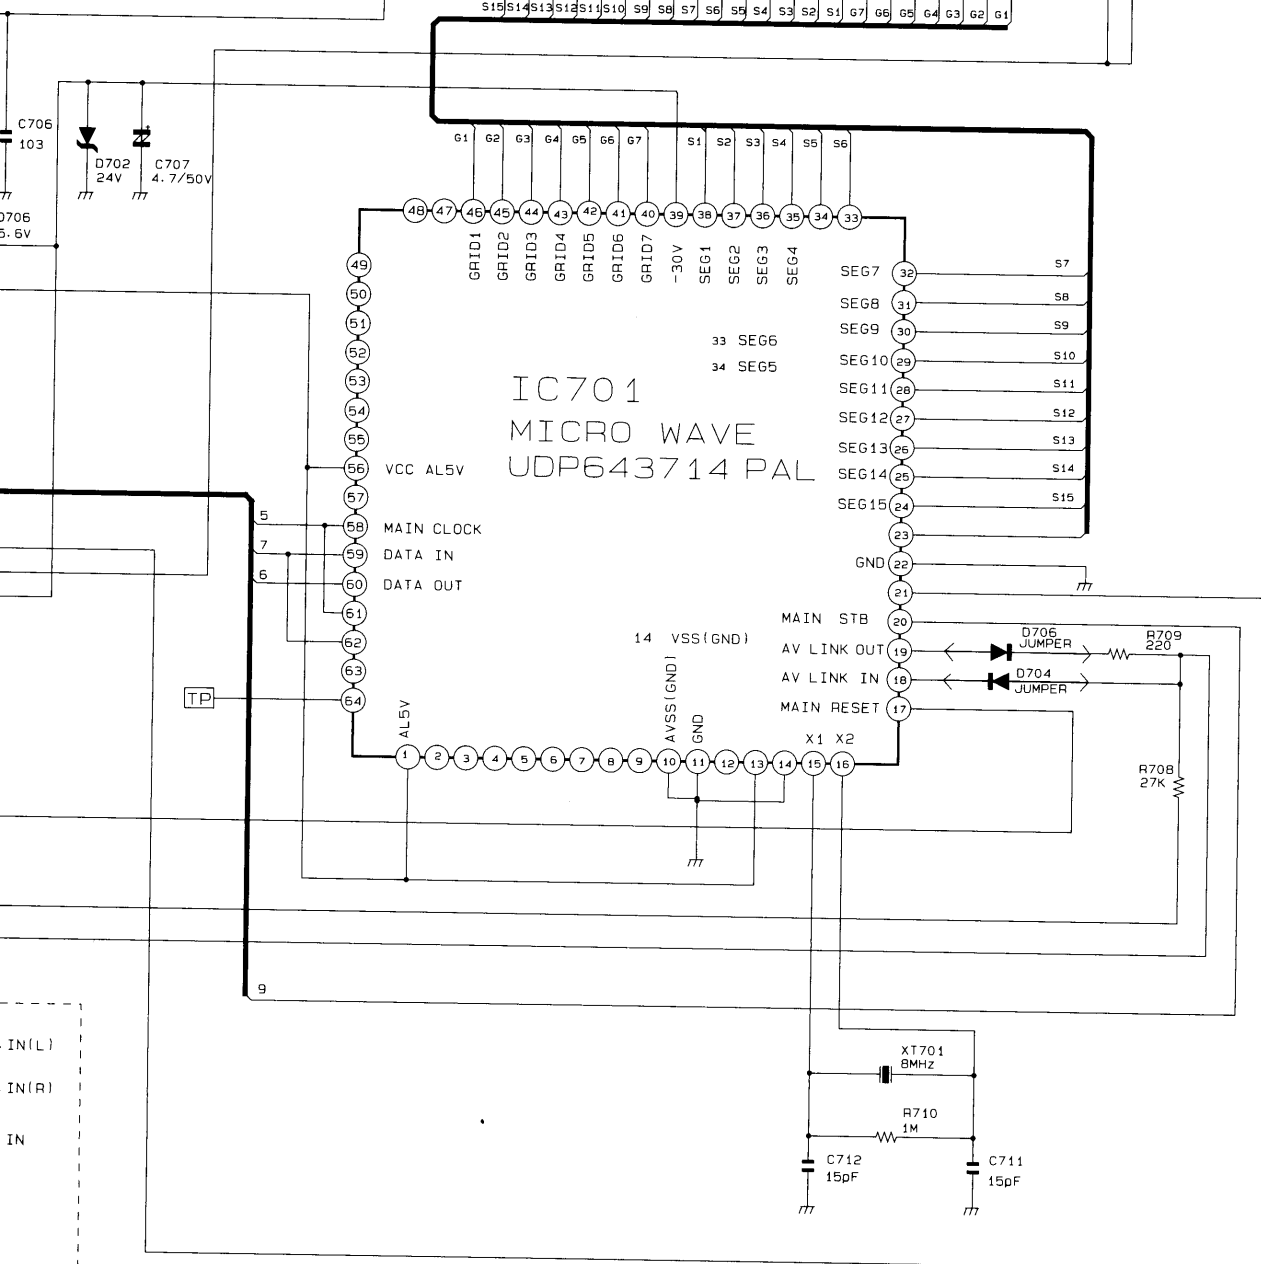 S15 S14 S13 S12 S11 S10 S9 S8 S7 S6 S5 S4 S3 S2 S1 G7 G6 G5 G4 G3 G2 G1
C706
103
D702
24V
C707
4.7/50V
G1 G2 G3 G4 G5 G6 G7 S1 S2 S3 S4 S5 S6
48 47 46 45 44 43 42 41 40 39 38 37 36 35 34 33
GRID1 GRID2 GRID3 GRID4 GRID5 GRID6 GRID7 -30V SEG1 SEG2 SEG3 SEG4
D706
5.6V
49
50
51
52
53
54
55
56 VCC AL5V
57
5 58 MAIN CLOCK
7 59 DATA IN
6 60 DATA OUT
61
62
63
TP 64
33 SEG6
34 SEG5
IC701
MICRO WAVE
UDP643714 PAL
SEG7 32 S7
SEG8 31 S8
SEG9 30 S9
SEG10 29 S10
SEG11 28 S11
SEG12 27 S12
SEG13 26 S13
SEG14 25 S14
SEG15 24 S15
23
GND 22
21
MAIN STB 20
AV LINK OUT 19
AV LINK IN 18
MAIN RESET 17
D706
JUMPER
R709
220
D704
JUMPER
14 VSS(GND)
AL5V AVSS(GND) GND X1 X2
1 2 3 4 5 6 7 8 9 10 11 12 13 14 15 16
R708
27K
9
IN(L)
IN(R)
IN
XT701
8MHz
R710
1M
C712
15pF
C711
15pF